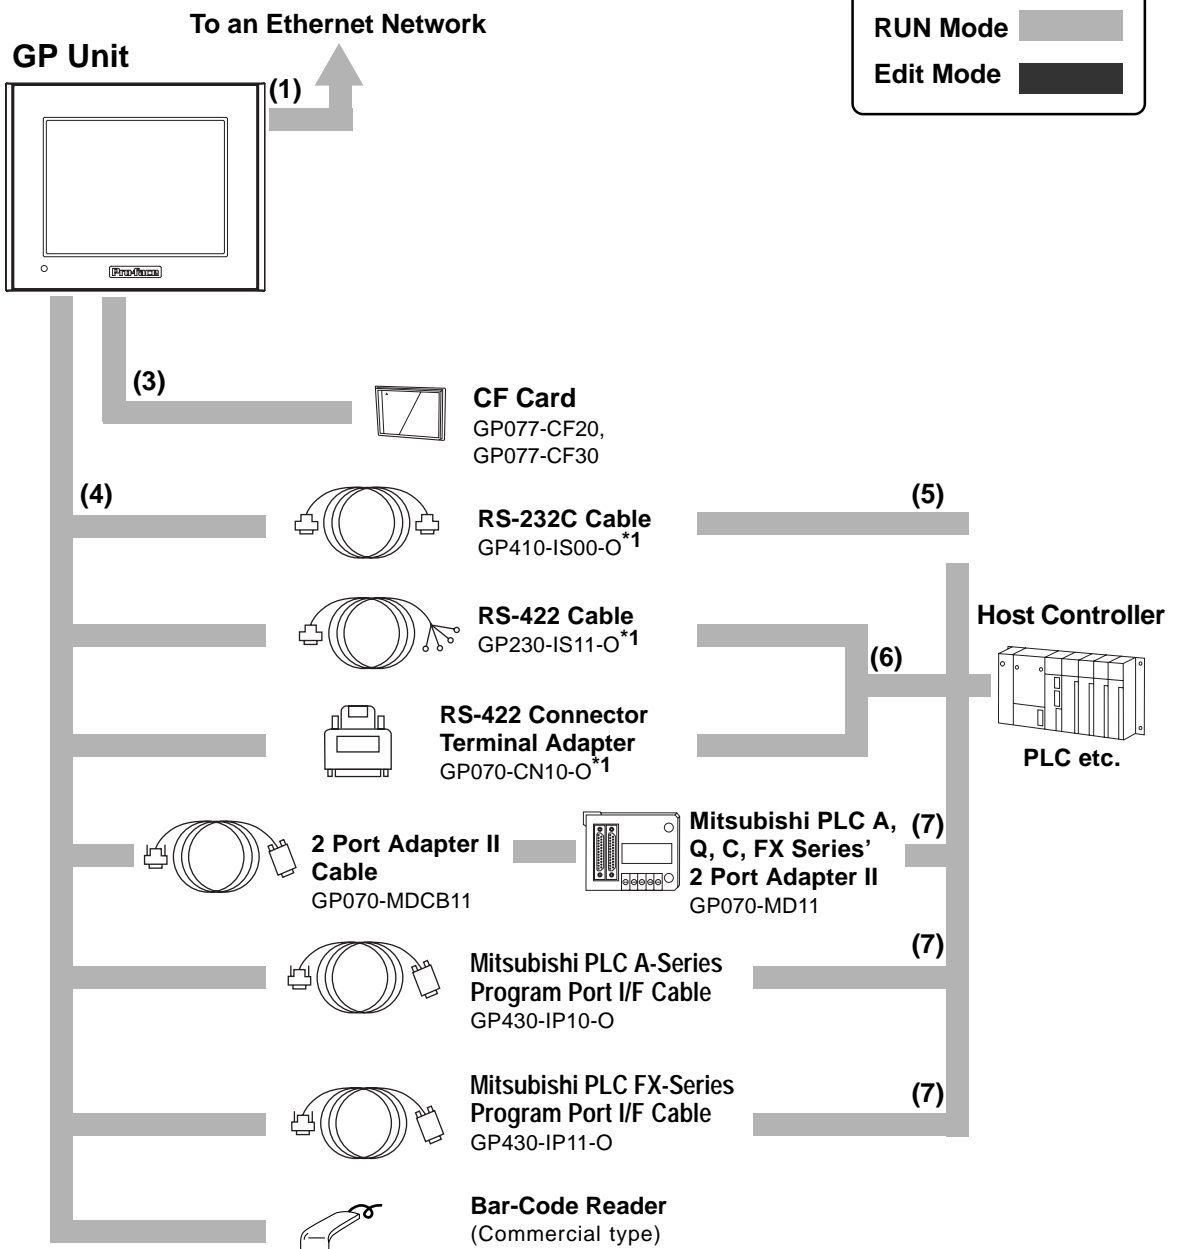 To an Ethernet Network
RUN Mode
Edit Mode
GP Unit
(1)
Pro-face
(3)
CF Card
GP077-CF20,
GP077-CF30
(4)
(5)
RS-232C Cable
GP410-IS00-O*1
RS-422 Cable
GP230-IS11-O*1
(6)
Host Controller
PLC etc.
RS-422 Connector
Terminal Adapter
GP070-CN10-O*1
2 Port Adapter II
Cable
GP070-MDCB11
Mitsubishi PLC A,
Q, C, FX Series’
2 Port Adapter II
GP070-MD11
(7)
Mitsubishi PLC A-Series
Program Port I/F Cable
GP430-IP10-O
(7)
Mitsubishi PLC FX-Series
Program Port I/F Cable
GP430-IP11-O
(7)
Bar-Code Reader
(Commercial type)